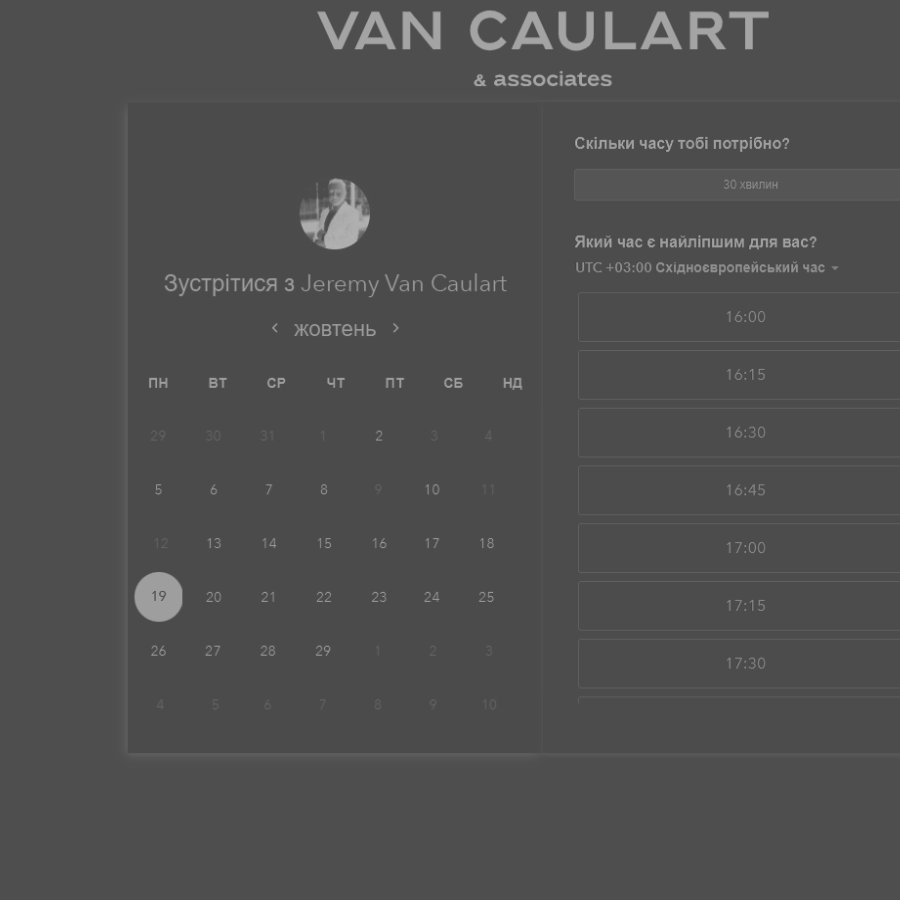 VAN CAULART
& associates
Зустрітися з Jeremy Van Caulart
жовтень
ПН ВТ СР ЧТ ПТ СБ НД
29 30 31 1 2 3 4
5 6 7 8 9 10 11
12 13 14 15 16 17 18
19 20 21 22 23 24 25
26 27 28 29 1 2 3
4 5 6 7 8 9 10
Скільки часу тобі потрібно?
30 хвилин
Який час є найліпшим для вас?
UTC +03:00 Східноєвропейський час
16:00
16:15
16:30
16:45
17:00
17:15
17:30